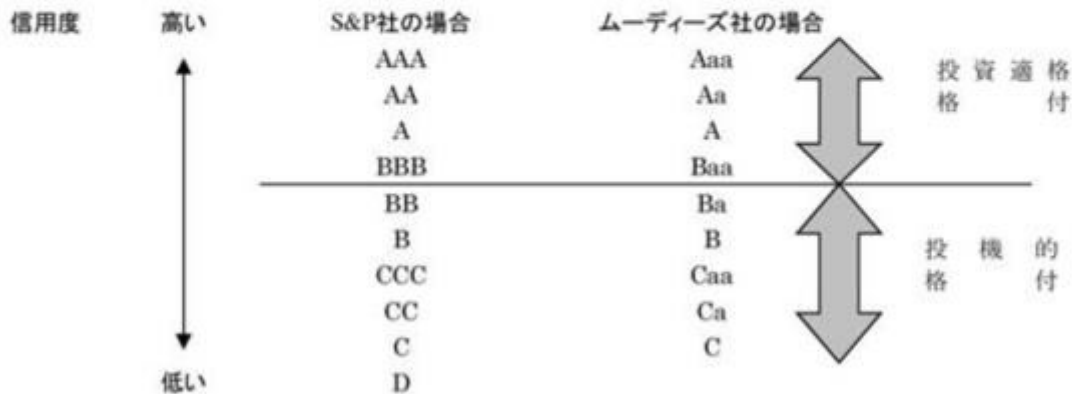 信用度 高い S&P社の場合 ムーディーズ社の場合
AAA Aaa
AA Aa
A A
BBB Baa
BB Ba
B B
CCC Caa
CC Ca
C C
低い D
投資適格
格付
投機的
格付